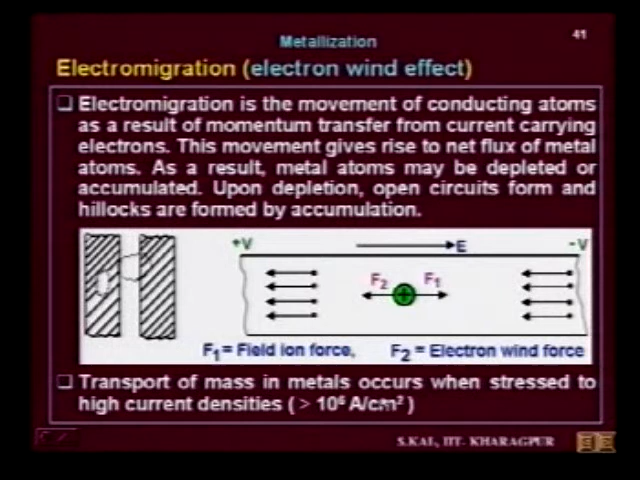 41
Metallization
Electromigration (electron wind effect)
❑ Electromigration is the movement of conducting atoms
as a result of momentum transfer from current carrying
electrons. This movement gives rise to net flux of metal
atoms. As a result, metal atoms may be depleted or
accumulated. Upon depletion, open circuits form and
hillocks are formed by accumulation.
+V E -V
F₂ F₁
F₁= Field ion force, F₂ = Electron wind force
❑ Transport of mass in metals occurs when stressed to
high current densities ( > 10⁶ A/cm² )
S.KAL, IIT- KHARAGPUR